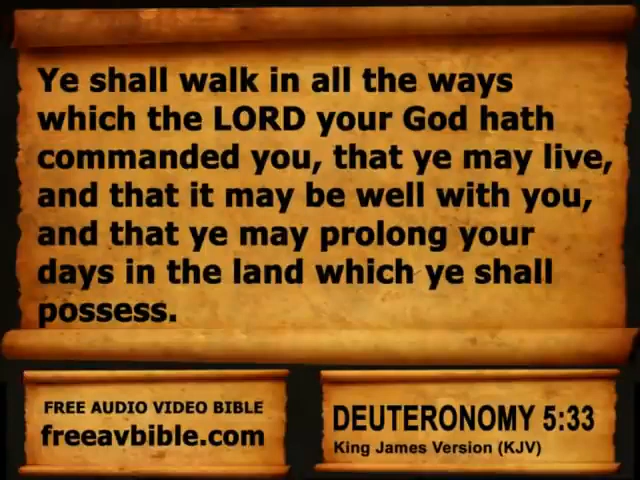 Ye shall walk in all the ways
which the LORD your God hath
commanded you, that ye may live,
and that it may be well with you,
and that ye may prolong your
days in the land which ye shall
possess.
FREE AUDIO VIDEO BIBLE
freeavbible.com
DEUTERONOMY 5:33
King James Version (KJV)